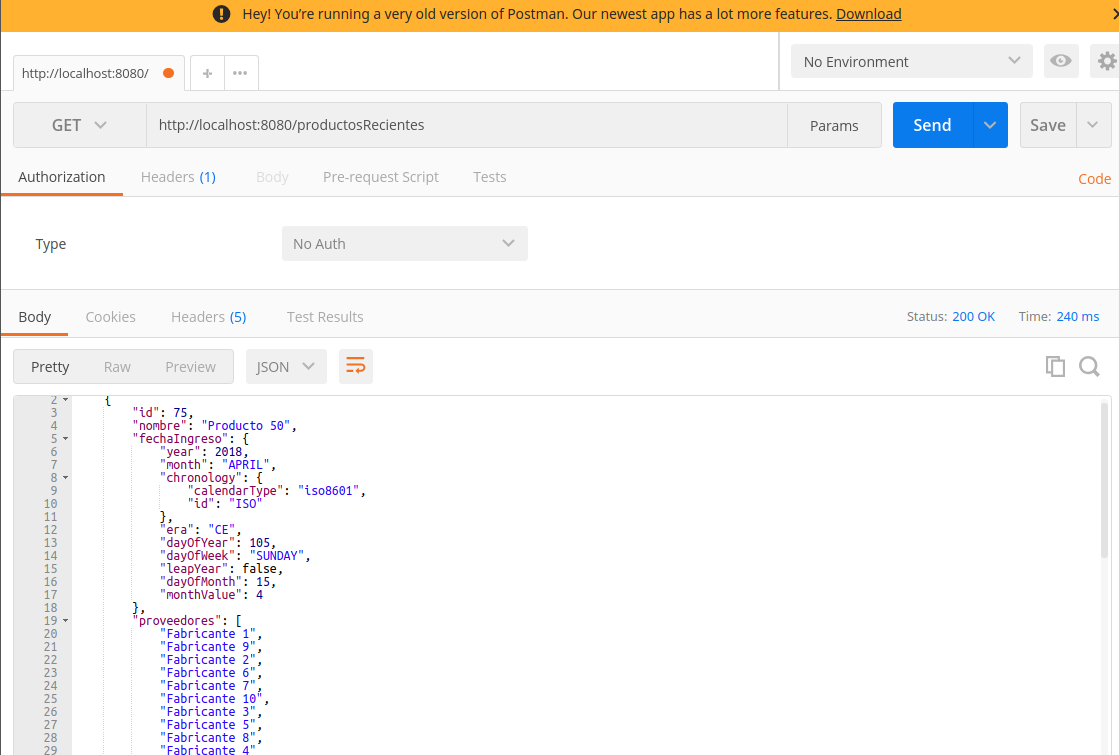 Hey! You're running a very old version of Postman. Our newest app has a lot more features. Download
http://localhost:8080/
No Environment
GET http://localhost:8080/productosRecientes Params Send Save
Authorization Headers (1) Body Pre-request Script Tests Code
Type No Auth
Body Cookies Headers (5) Test Results Status: 200 OK Time: 240 ms
Pretty Raw Preview JSON
2 {
3 "id": 75,
4 "nombre": "Producto 50",
5 "fechaIngreso": {
6 "year": 2018,
7 "month": "APRIL",
8 "chronology": {
9 "calendarType": "iso8601",
10 "id": "ISO"
11 },
12 "era": "CE",
13 "dayOfYear": 105,
14 "dayOfWeek": "SUNDAY",
15 "leapYear": false,
16 "dayOfMonth": 15,
17 "monthValue": 4
18 },
19 "proveedores": [
20 "Fabricante 1",
21 "Fabricante 9",
22 "Fabricante 2",
23 "Fabricante 6",
24 "Fabricante 7",
25 "Fabricante 10",
26 "Fabricante 3",
27 "Fabricante 5",
28 "Fabricante 8",
29 "Fabricante 4"